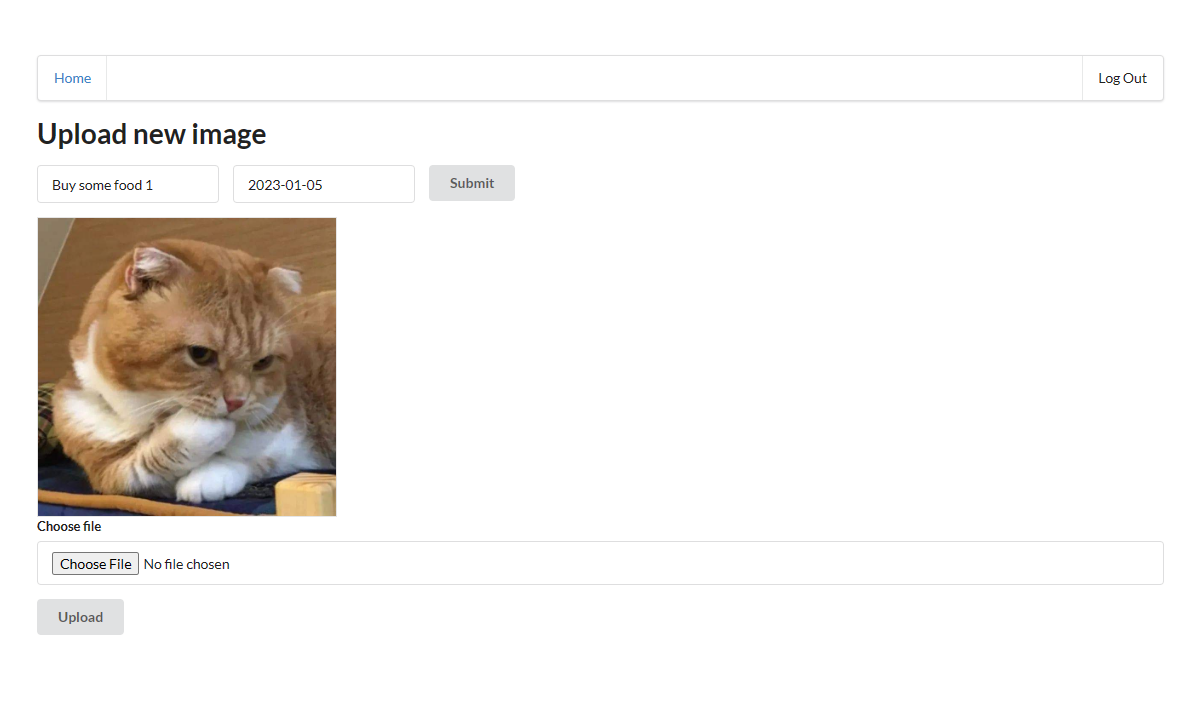 Home Log Out
Upload new image
Buy some food 1 2023-01-05 Submit
Choose file
Choose File No file chosen
Upload